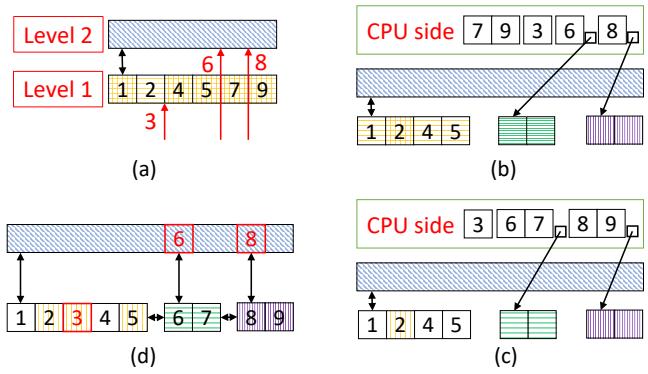 Level 2
6 8
Level 1
1 2 4 5 7 9
3
(a)
CPU side 7 9 3 6 8
1 2 4 5
(b)
6 8
1 2 3 4 5 6 7 8 9
(d)
CPU side 3 6 7 8 9
1 2 4 5
(c)